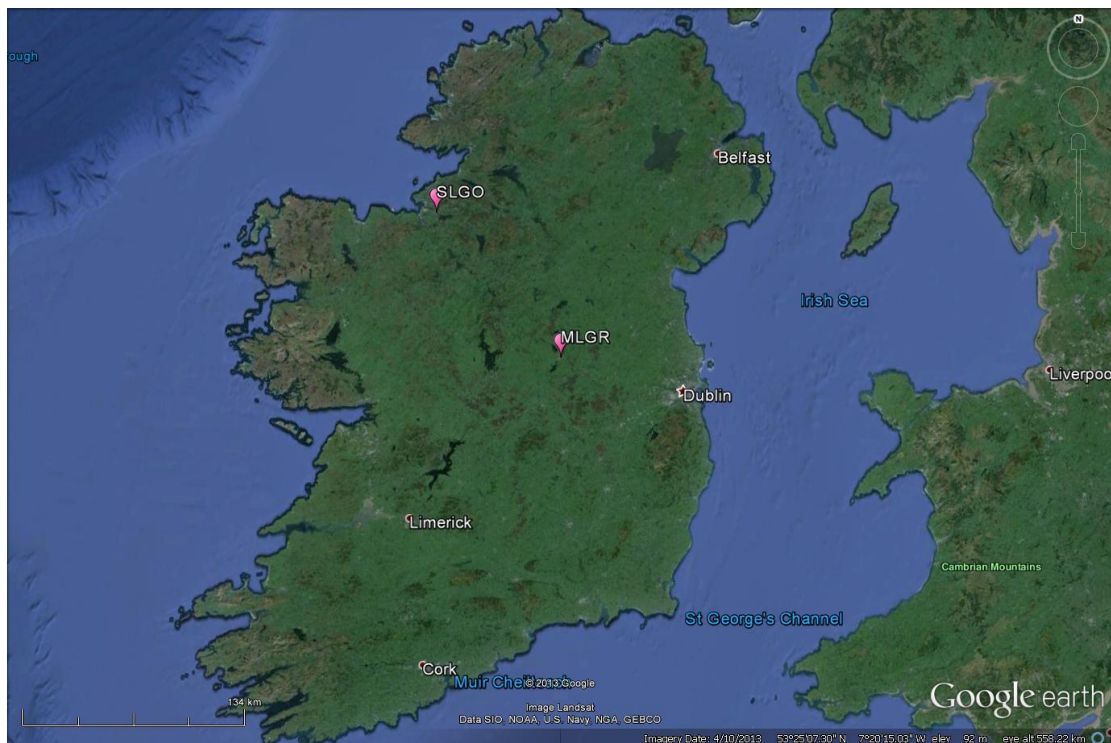 N
ough
Belfast
SLGO
Irish Sea
MLGR
Liverpoo
Dublin
Limerick
Cambrian Mountains
St George's Channel
Cork
Muir Chei
© 2013 Google
134 km
Image Landsat
Data SIO, NOAA, U.S. Navy, NGA, GEBCO
Google earth
Imagery Date: 4/10/2013 53°25'07.30" N 7°20'15.03" W elev 92 m eye alt 558.22 km